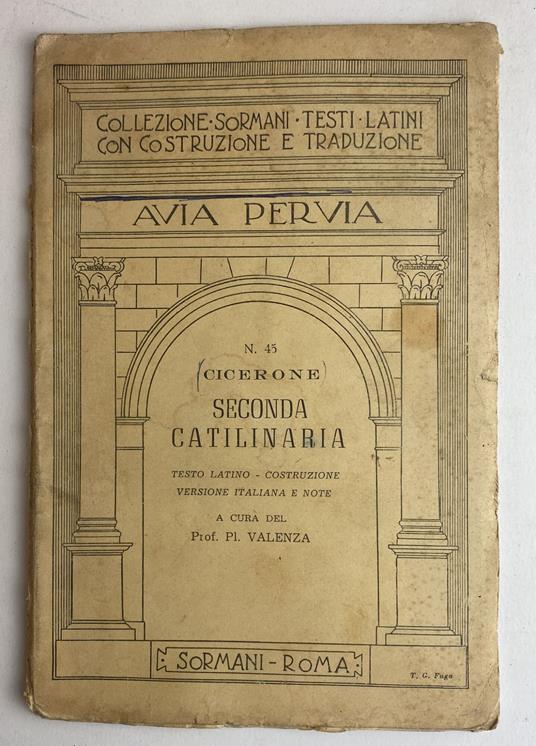 COLLEZIONE · SORMANI · TESTI · LATINI
CON COSTRUZIONE E TRADUZIONE
AVIA PERVIA
N. 45
(CICERONE)
SECONDA
CATILINARIA
TESTO LATINO - COSTRUZIONE
VERSIONE ITALIANA E NOTE
A CURA DEL
Prof. Pl. VALENZA
SORMANI - ROMA
T. G. Fuga